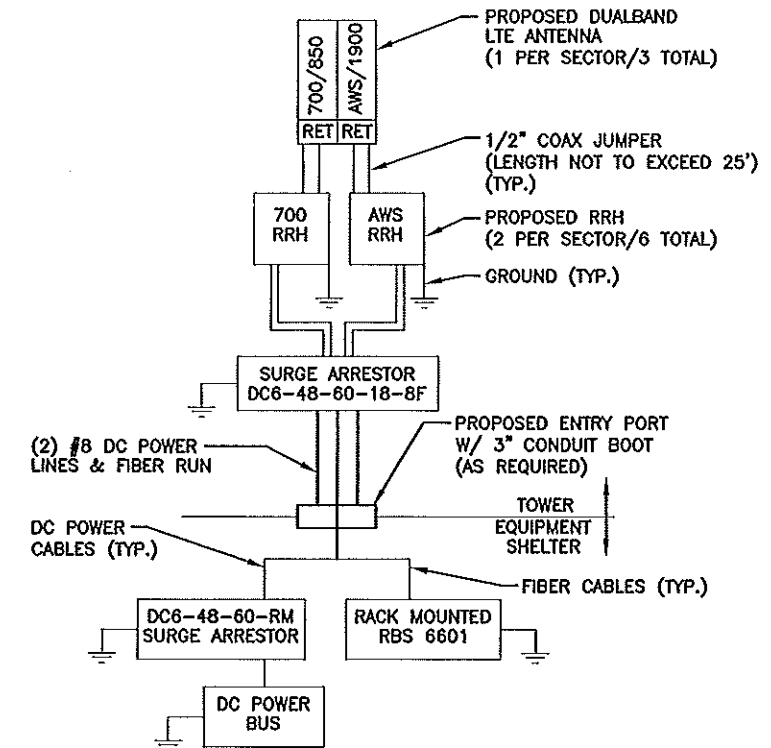 PROPOSED DUALBAND
LTE ANTENNA
(1 PER SECTOR/3 TOTAL)
700/850
AWS/1900
RET RET
1/2" COAX JUMPER
(LENGTH NOT TO EXCEED 25')
(TYP.)
700
RRH
AWS
RRH
PROPOSED RRH
(2 PER SECTOR/6 TOTAL)
GROUND (TYP.)
SURGE ARRESTOR
DC6-48-60-18-8F
(2) #8 DC POWER
LINES & FIBER RUN
PROPOSED ENTRY PORT
W/ 3" CONDUIT BOOT
(AS REQUIRED)
TOWER
EQUIPMENT
SHELTER
DC POWER
CABLES (TYP.)
FIBER CABLES (TYP.)
DC6-48-60-RM
SURGE ARRESTOR
RACK MOUNTED
RBS 6601
DC POWER
BUS